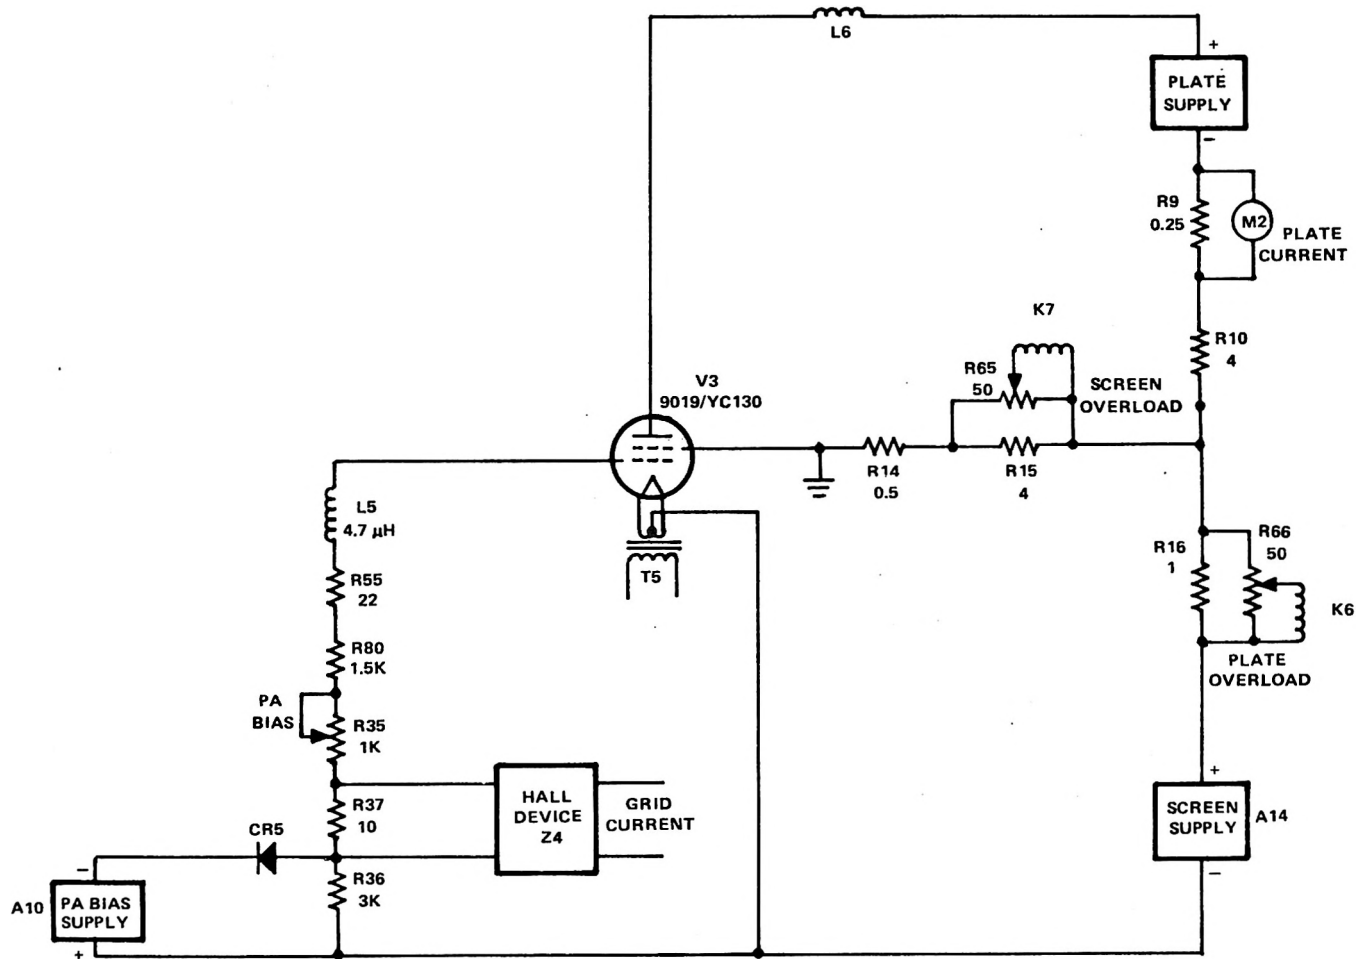 L6
+
PLATE
SUPPLY
−
R9
0.25
M2
PLATE
CURRENT
K7
R10
4
V3
9019/YC130
R65
50
SCREEN
OVERLOAD
R14
0.5
R15
4
L5
4.7 μH
T5
R16
1
R66
50
K6
R55
22
R80
1.5K
PLATE
OVERLOAD
PA
BIAS
R35
1K
+
HALL
DEVICE
Z4
GRID
CURRENT
SCREEN
SUPPLY
A14
R37
10
CR5
−
−
R36
3K
A10
PA BIAS
SUPPLY
+